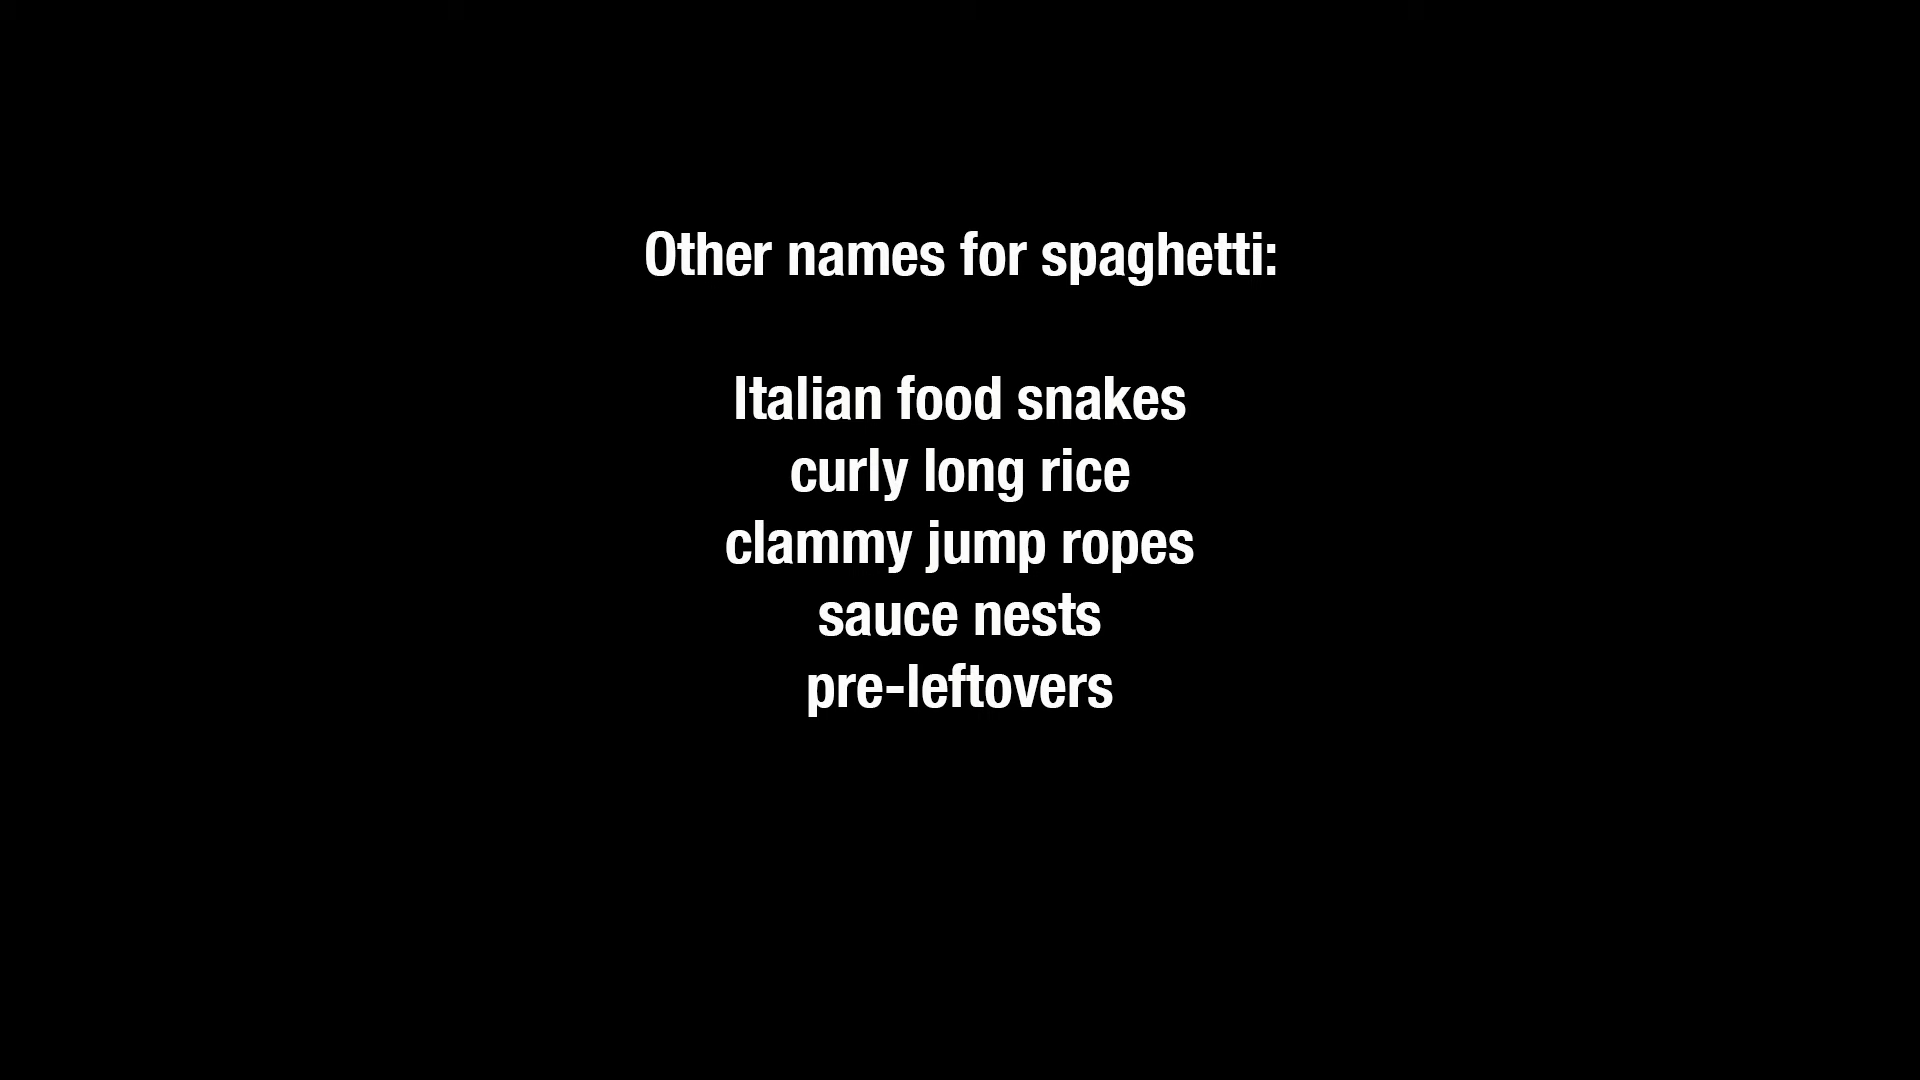 Other names for spaghetti:
Italian food snakes
curly long rice
clammy jump ropes
sauce nests
pre-leftovers